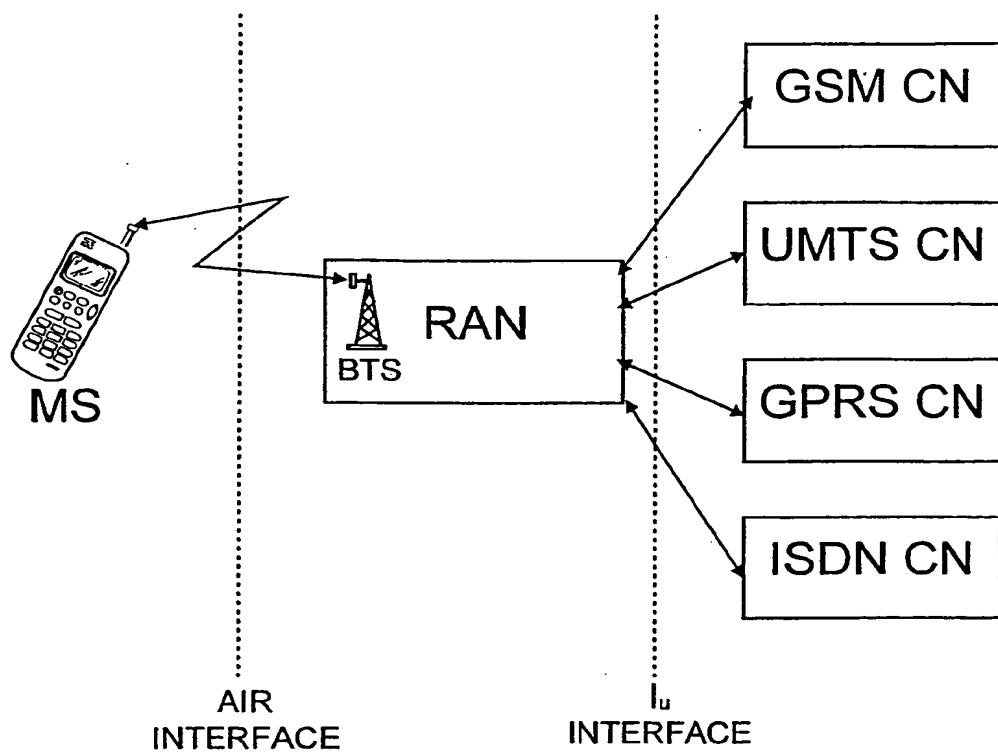 GSM CN
UMTS CN
RAN
BTS
MS
GPRS CN
ISDN CN
AIR
INTERFACE
Iu
INTERFACE